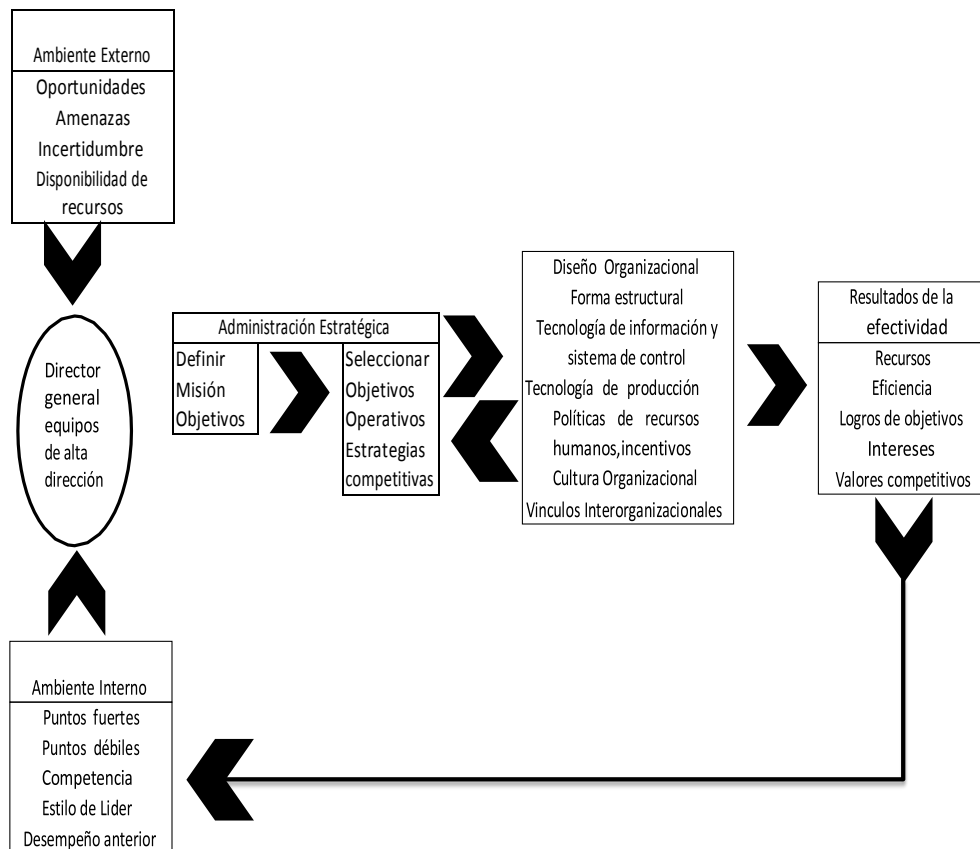 Ambiente Externo
Oportunidades
Amenazas
Incertidumbre
Disponibilidad de
recursos
Director
general
equipos
de alta
dirección
Ambiente Interno
Puntos fuertes
Puntos débiles
Competencia
Estilo de Lider
Desempeño anterior
Administración Estratégica
Definir
Misión
Objetivos
Seleccionar
Objetivos
Operativos
Estrategias
competitivas
Diseño Organizacional
Forma estructural
Tecnología de información y
sistema de control
Tecnología de producción
Políticas de recursos
humanos,incentivos
Cultura Organizacional
Vinculos Interorganizacionales
Resultados de la
efectividad
Recursos
Eficiencia
Logros de objetivos
Intereses
Valores competitivos